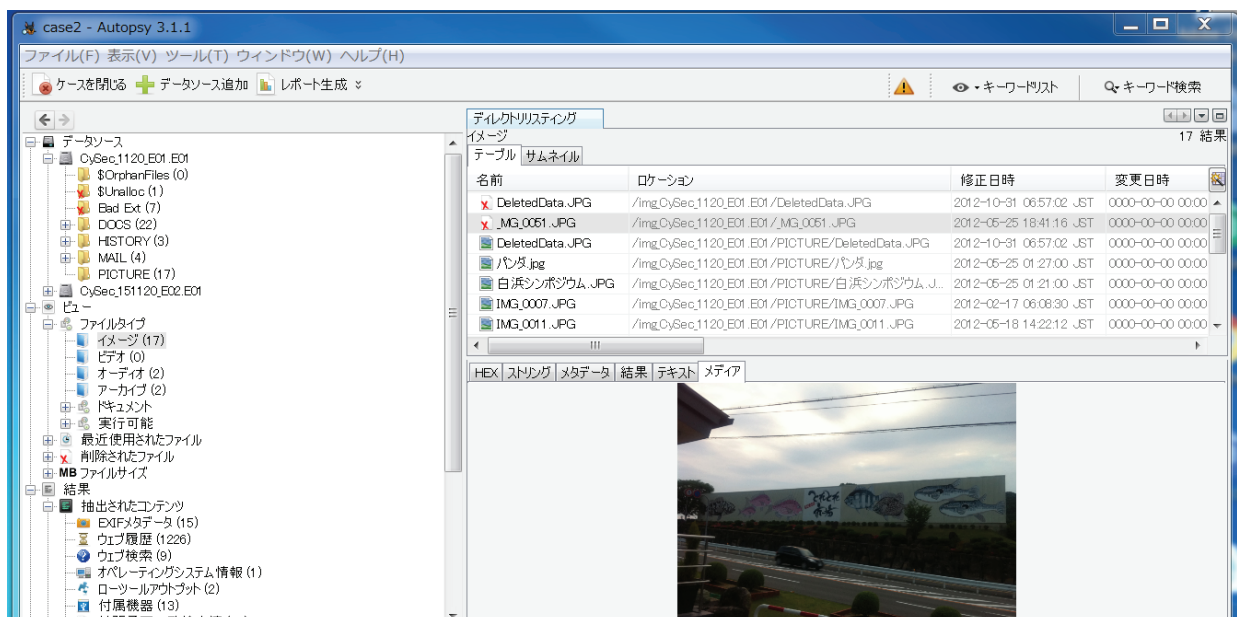 case2 - Autopsy 3.1.1
ファイル(F) 表示(V) ツール(T) ウィンドウ(W) ヘルプ(H)
ケースを閉じる データソース追加 レポート生成 キーワードリスト キーワード検索
データソース
CySec_1120_E01.E01
$OrphanFiles (0)
$Unalloc (1)
Bad Ext (7)
DOCS (22)
HISTORY (3)
MAIL (4)
PICTURE (17)
CySec_151120_E02.E01
ビュー
ファイルタイプ
イメージ (17)
ビデオ (0)
オーディオ (2)
アーカイブ (2)
ドキュメント
実行可能
最近使用されたファイル
削除されたファイル
MB ファイルサイズ
結果
抽出されたコンテンツ
EXIFメタデータ (15)
ウェブ履歴 (1226)
ウェブ検索 (9)
オペレーティングシステム情報 (1)
ローツールアウトプット (2)
付属機器 (13)
ディレクトリリスティング
イメージ 17 結果
テーブル サムネイル
名前 ロケーション 修正日時 変更日時
DeletedData.JPG /img_CySec_1120_E01.E01/DeletedData.JPG 2012-10-31 06:57:02 JST 0000-00-00 00:00
_MG_0051.JPG /img_CySec_1120_E01.E01/_MG_0051.JPG 2012-05-25 18:41:16 JST 0000-00-00 00:00
DeletedData.JPG /img_CySec_1120_E01.E01/PICTURE/DeletedData.JPG 2012-10-31 06:57:02 JST 0000-00-00 00:00
パンダ.jpg /img_CySec_1120_E01.E01/PICTURE/パンダ.jpg 2012-05-25 01:27:00 JST 0000-00-00 00:00
白浜シンポジウム.JPG /img_CySec_1120_E01.E01/PICTURE/白浜シンポジウム.J... 2012-05-25 01:21:00 JST 0000-00-00 00:00
IMG_0007.JPG /img_CySec_1120_E01.E01/PICTURE/IMG_0007.JPG 2012-02-17 06:08:30 JST 0000-00-00 00:00
IMG_0011.JPG /img_CySec_1120_E01.E01/PICTURE/IMG_0011.JPG 2012-05-18 14:22:12 JST 0000-00-00 00:00
HEX ストリング メタデータ 結果 テキスト メディア
とれとれ
市場